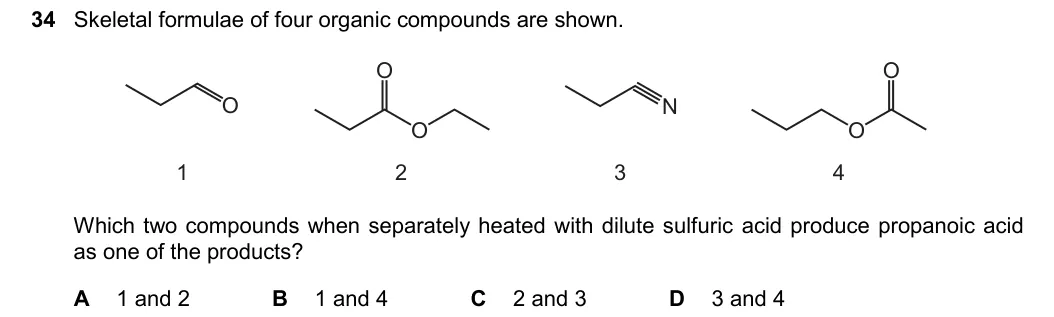 34 Skeletal formulae of four organic compounds are shown.
O O
O N
O O
1 2 3 4
Which two compounds when separately heated with dilute sulfuric acid produce propanoic acid
as one of the products?
A 1 and 2 B 1 and 4 C 2 and 3 D 3 and 4